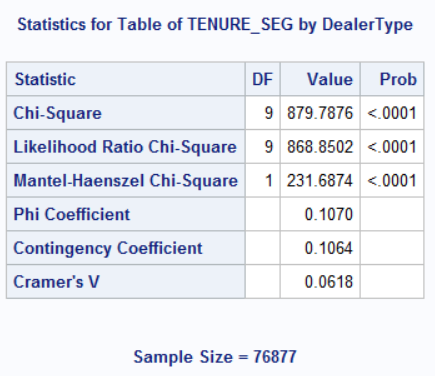 Statistics for Table of TENURE_SEG by DealerType
Statistic DF Value Prob
Chi-Square 9 879.7876 <.0001
Likelihood Ratio Chi-Square 9 868.8502 <.0001
Mantel-Haenszel Chi-Square 1 231.6874 <.0001
Phi Coefficient 0.1070
Contingency Coefficient 0.1064
Cramer's V 0.0618
Sample Size = 76877